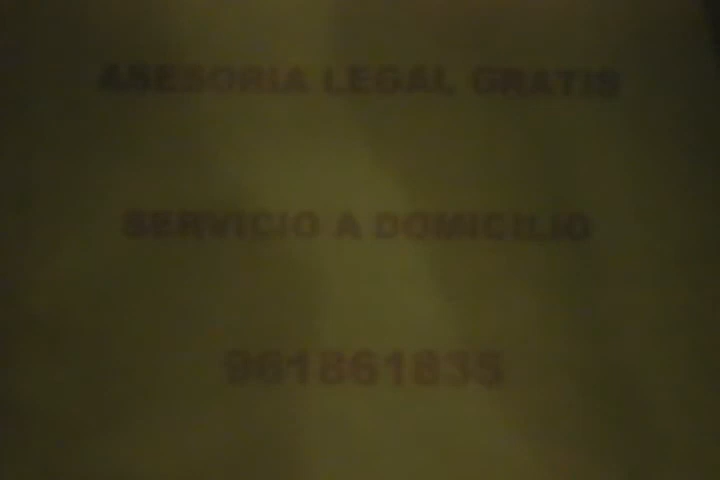 ASESORIA LEGAL GRATIS
SERVICIO A DOMICILIO
961861835